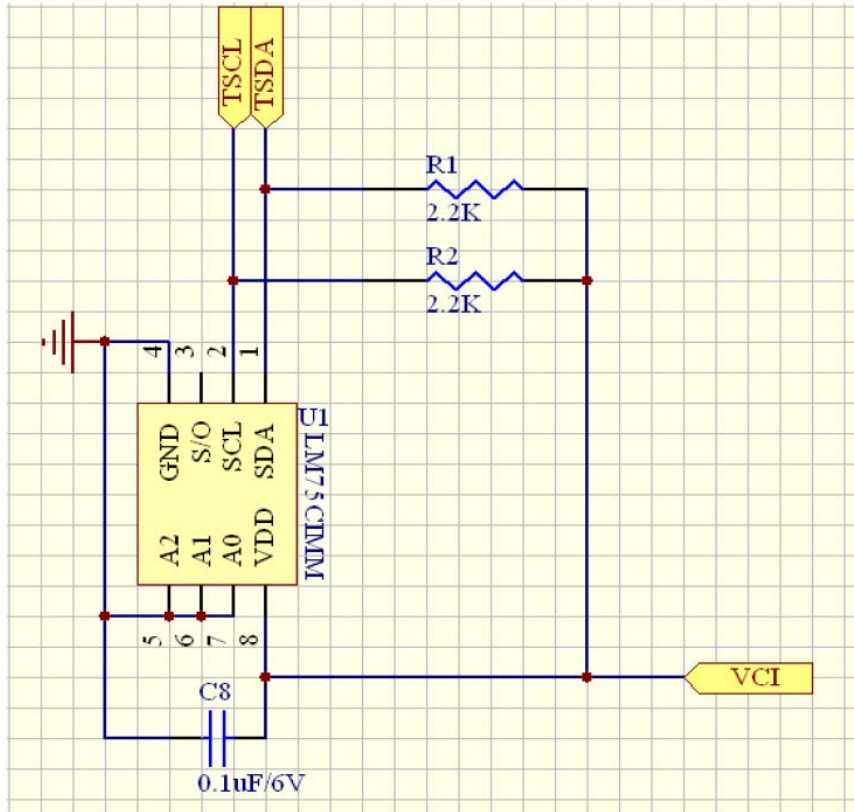 TSCL
TSDA
R1
2.2K
R2
2.2K
4
3
2
1
U1
LM75CIMM
GND
S/O
SCL
SDA
A2
A1
A0
VDD
5
6
7
8
VCI
C8
0.1uF/6V